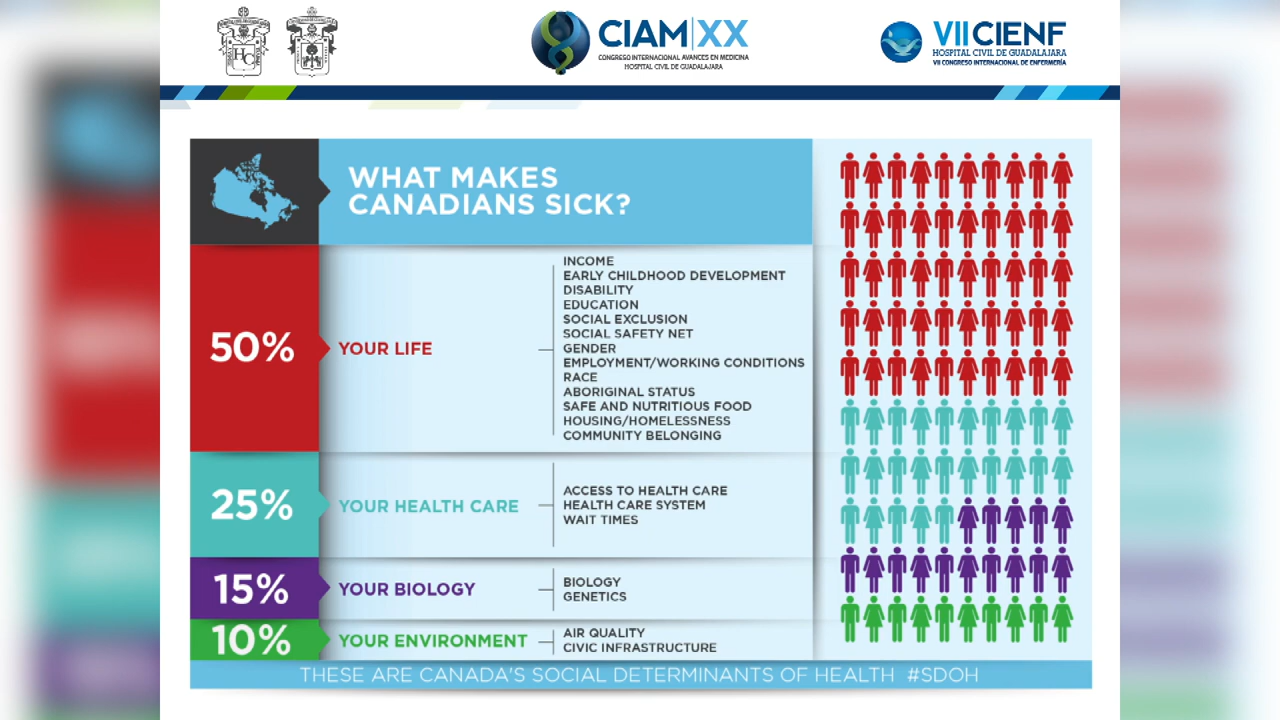 HC
CIAM|XX
CONGRESO INTERNACIONAL AVANCES EN MEDICINA
HOSPITAL CIVIL DE GUADALAJARA
VII CIENF
HOSPITAL CIVIL DE GUADALAJARA
VII CONGRESO INTERNACIONAL DE ENFERMERÍA
WHAT MAKES
CANADIANS SICK?
50%
YOUR LIFE
INCOME
EARLY CHILDHOOD DEVELOPMENT
DISABILITY
EDUCATION
SOCIAL EXCLUSION
SOCIAL SAFETY NET
GENDER
EMPLOYMENT/WORKING CONDITIONS
RACE
ABORIGINAL STATUS
SAFE AND NUTRITIOUS FOOD
HOUSING/HOMELESSNESS
COMMUNITY BELONGING
25%
YOUR HEALTH CARE
ACCESS TO HEALTH CARE
HEALTH CARE SYSTEM
WAIT TIMES
15%
YOUR BIOLOGY
BIOLOGY
GENETICS
10%
YOUR ENVIRONMENT
AIR QUALITY
CIVIC INFRASTRUCTURE
THESE ARE CANADA'S SOCIAL DETERMINANTS OF HEALTH #SDOH